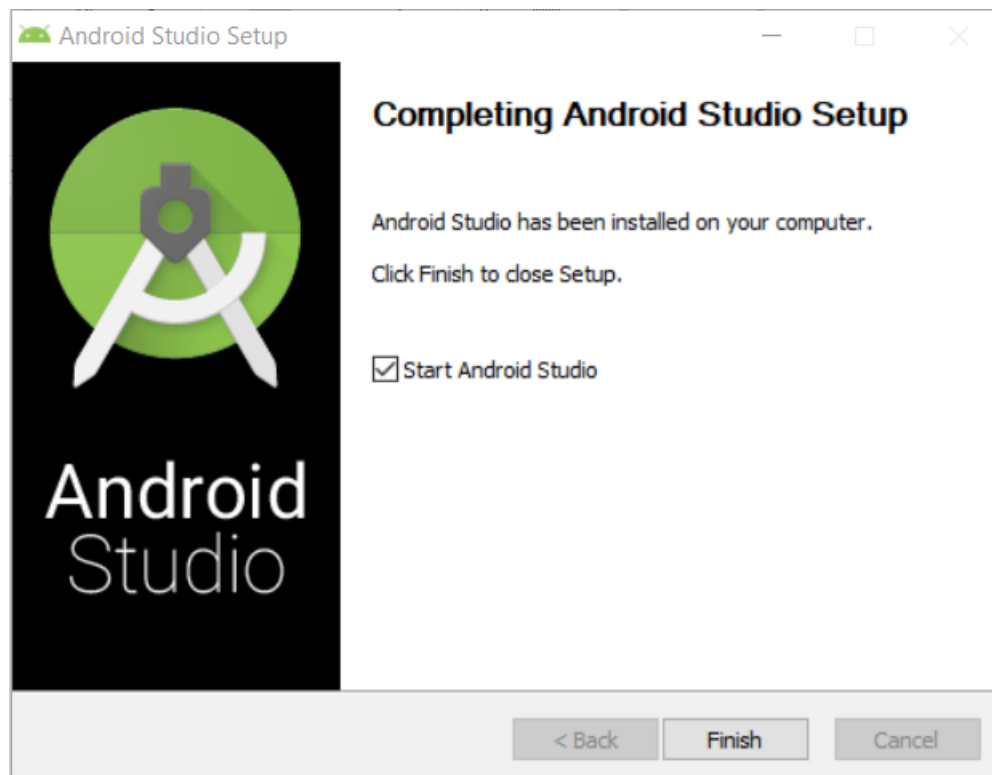 Android Studio Setup
Completing Android Studio Setup
Android Studio has been installed on your computer.
Click Finish to close Setup.
Start Android Studio
Android
Studio
< Back
Finish
Cancel